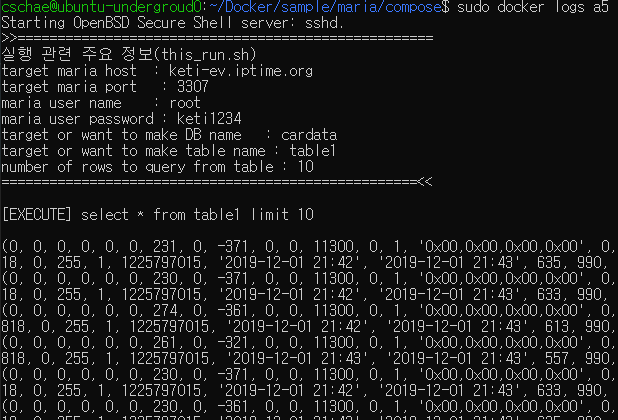 cschae@ubuntu-undergroud0:~/Docker/sample/maria/compose$ sudo docker logs a5
Starting OpenBSD Secure Shell server: sshd.
>>==================================================
실행 관련 주요 정보(this_run.sh)
target maria host  : keti-ev.iptime.org
target maria port   : 3307
maria user name    : root
maria user password : keti1234
target or want to make DB name   : cardata
target or want to make table name : table1
number of rows to query from table : 10
==================================================<<
[EXECUTE] select * from table1 limit 10
(0, 0, 0, 0, 0, 0, 231, 0, -371, 0, 0, 11300, 0, 1, '0x00,0x00,0x00,0x00', 0,
18, 0, 255, 1, 1225797015, '2019-12-01 21:42', '2019-12-01 21:43', 635, 990,
(0, 0, 0, 0, 0, 0, 230, 0, -371, 0, 0, 11300, 0, 1, '0x00,0x00,0x00,0x00', 0,
18, 0, 255, 1, 1225797015, '2019-12-01 21:42', '2019-12-01 21:43', 633, 990,
(0, 0, 0, 0, 0, 0, 274, 0, -361, 0, 0, 11300, 0, 1, '0x00,0x00,0x00,0x00', 0,
818, 0, 255, 1, 1225797015, '2019-12-01 21:42', '2019-12-01 21:43', 613, 990,
(0, 0, 0, 0, 0, 0, 261, 0, -321, 0, 0, 11300, 0, 1, '0x00,0x00,0x00,0x00', 0,
818, 0, 255, 1, 1225797015, '2019-12-01 21:42', '2019-12-01 21:43', 557, 990,
(0, 0, 0, 0, 0, 0, 230, 0, -371, 0, 0, 11300, 0, 1, '0x00,0x00,0x00,0x00', 0,
18, 0, 255, 1, 1225797015, '2019-12-01 21:42', '2019-12-01 21:43', 633, 990,
(0, 0, 0, 0, 0, 0, 230, 0, -361, 0, 0, 11300, 0, 1, '0x00,0x00,0x00,0x00', 0,